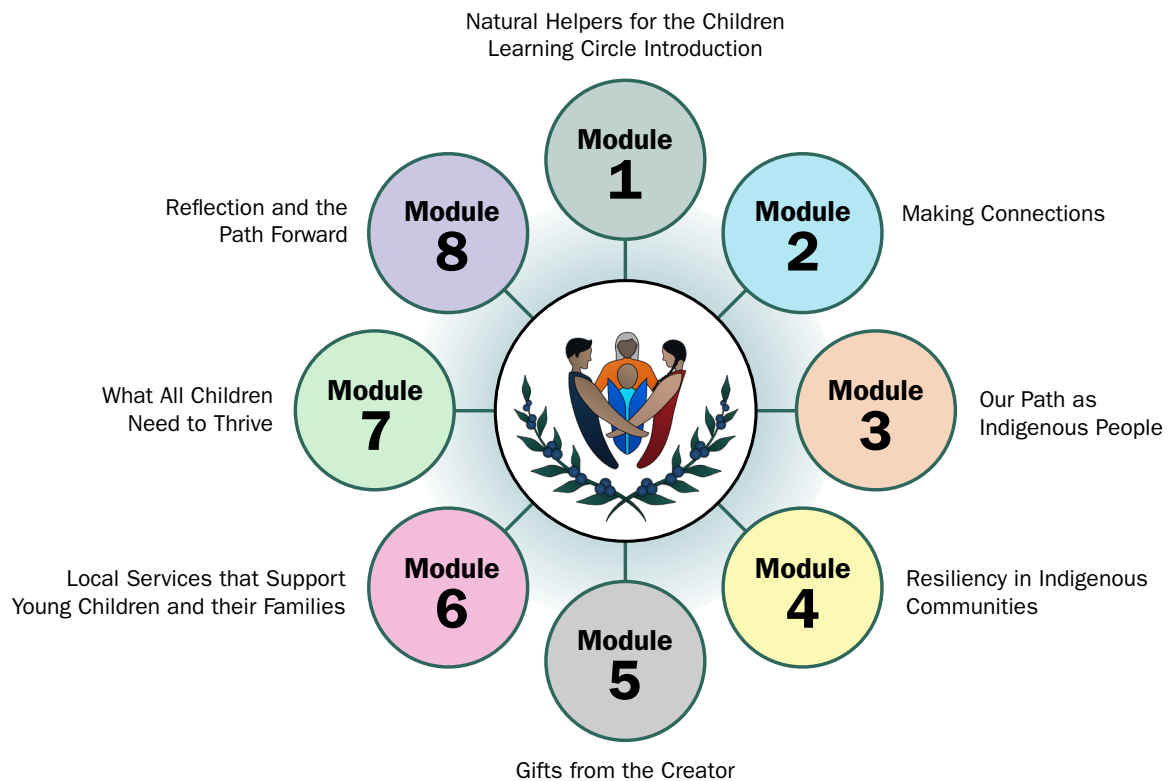 Natural Helpers for the Children
Learning Circle Introduction
Module
1
Module
2
Making Connections
Module
3
Our Path as
Indigenous People
Module
4
Resiliency in Indigenous
Communities
Module
5
Gifts from the Creator
Module
6
Local Services that Support
Young Children and their Families
Module
7
What All Children
Need to Thrive
Module
8
Reflection and the
Path Forward